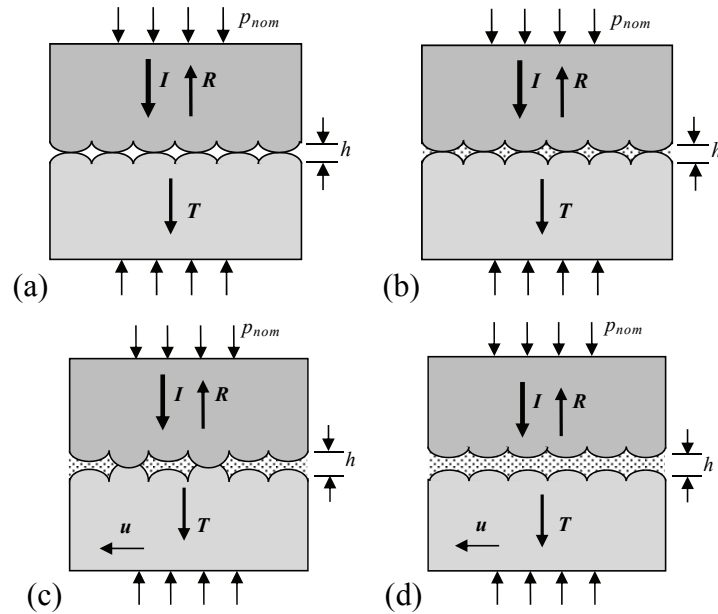 p_nom p_nom
I R I R
h h
T T
(a) (b)
p_nom p_nom
I R I R
h h
u T u T
(c) (d)